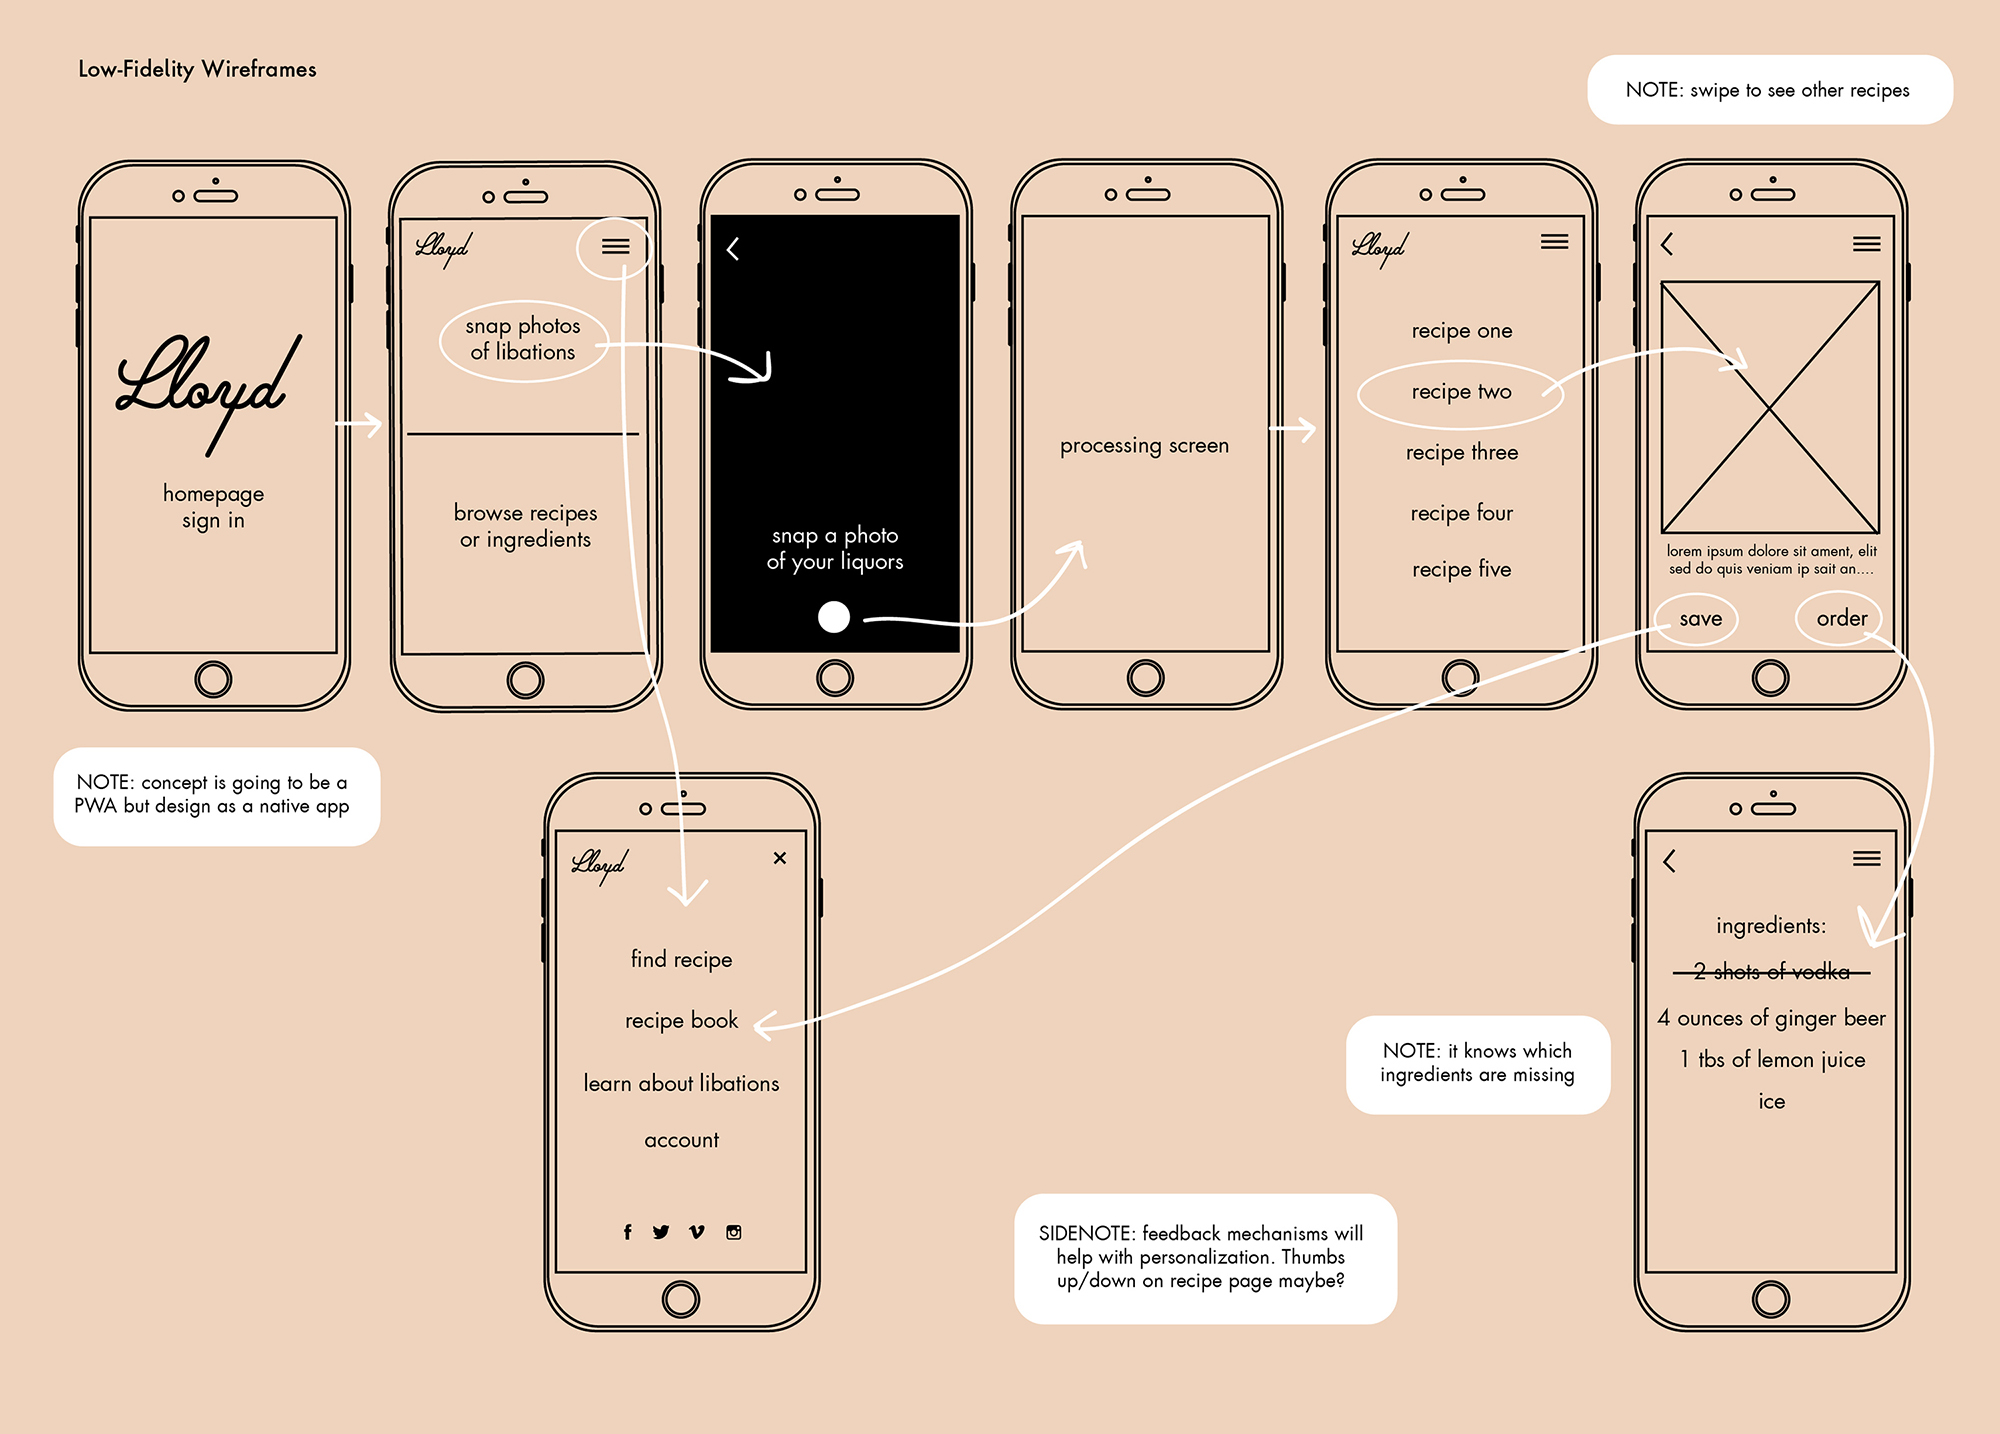 Low-Fidelity Wireframes
NOTE: swipe to see other recipes
Lloyd
homepage
sign in
Lloyd
snap photos
of libations
browse recipes
or ingredients
snap a photo
of your liquors
processing screen
Lloyd
recipe one
recipe two
recipe three
recipe four
recipe five
lorem ipsum dolore sit ament, elit
sed do quis veniam ip sait an....
save
order
NOTE: concept is going to be a
PWA but design as a native app
Lloyd
find recipe
recipe book
learn about libations
account
SIDENOTE: feedback mechanisms will
help with personalization. Thumbs
up/down on recipe page maybe?
NOTE: it knows which
ingredients are missing
ingredients:
2 shots of vodka
4 ounces of ginger beer
1 tbs of lemon juice
ice